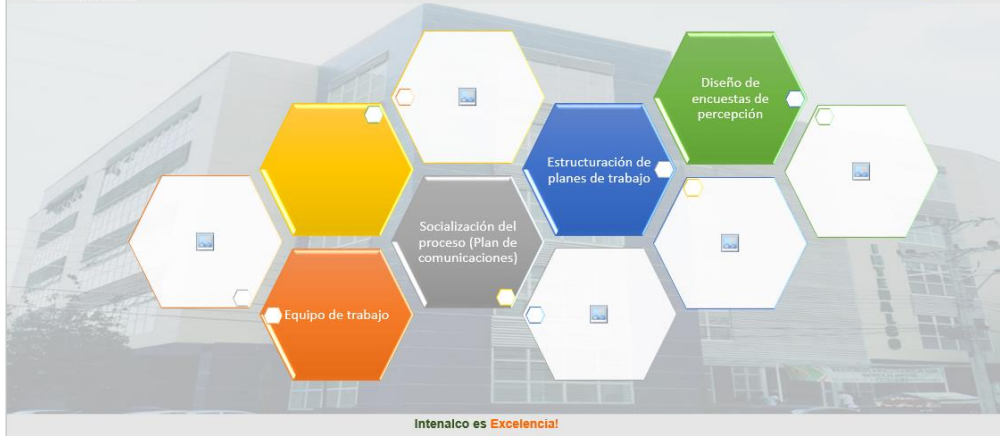 Diseño de
encuestas de
percepción
Estructuración de
planes de trabajo
Socialización del
proceso (Plan de
comunicaciones)
Equipo de trabajo
INTENALCO
Intenalco es Excelencia!